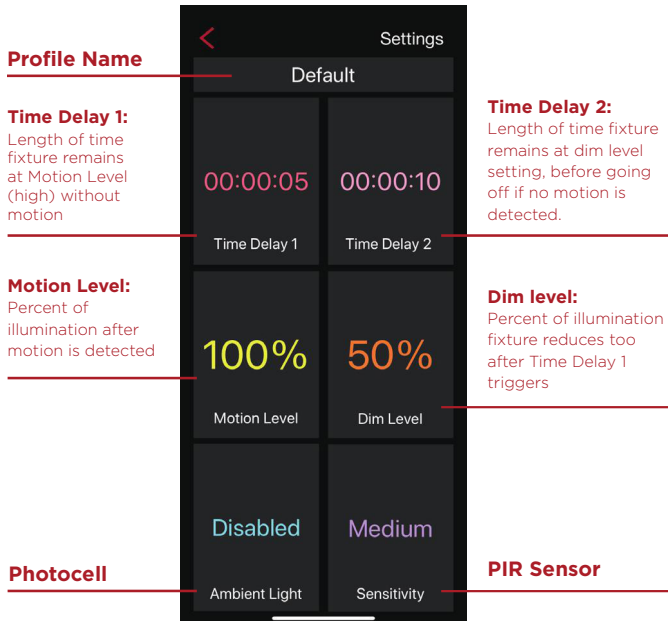 Settings
Profile Name
Default
Time Delay 1:
Length of time
fixture remains
at Motion Level
(high) without
motion
00:00:05
Time Delay 1
00:00:10
Time Delay 2
Time Delay 2:
Length of time fixture
remains at dim level
setting, before going
off if no motion is
detected.
Motion Level:
Percent of
illumination after
motion is detected
100%
Motion Level
50%
Dim Level
Dim level:
Percent of illumination
fixture reduces too
after Time Delay 1
triggers
Photocell
Disabled
Ambient Light
Medium
Sensitivity
PIR Sensor